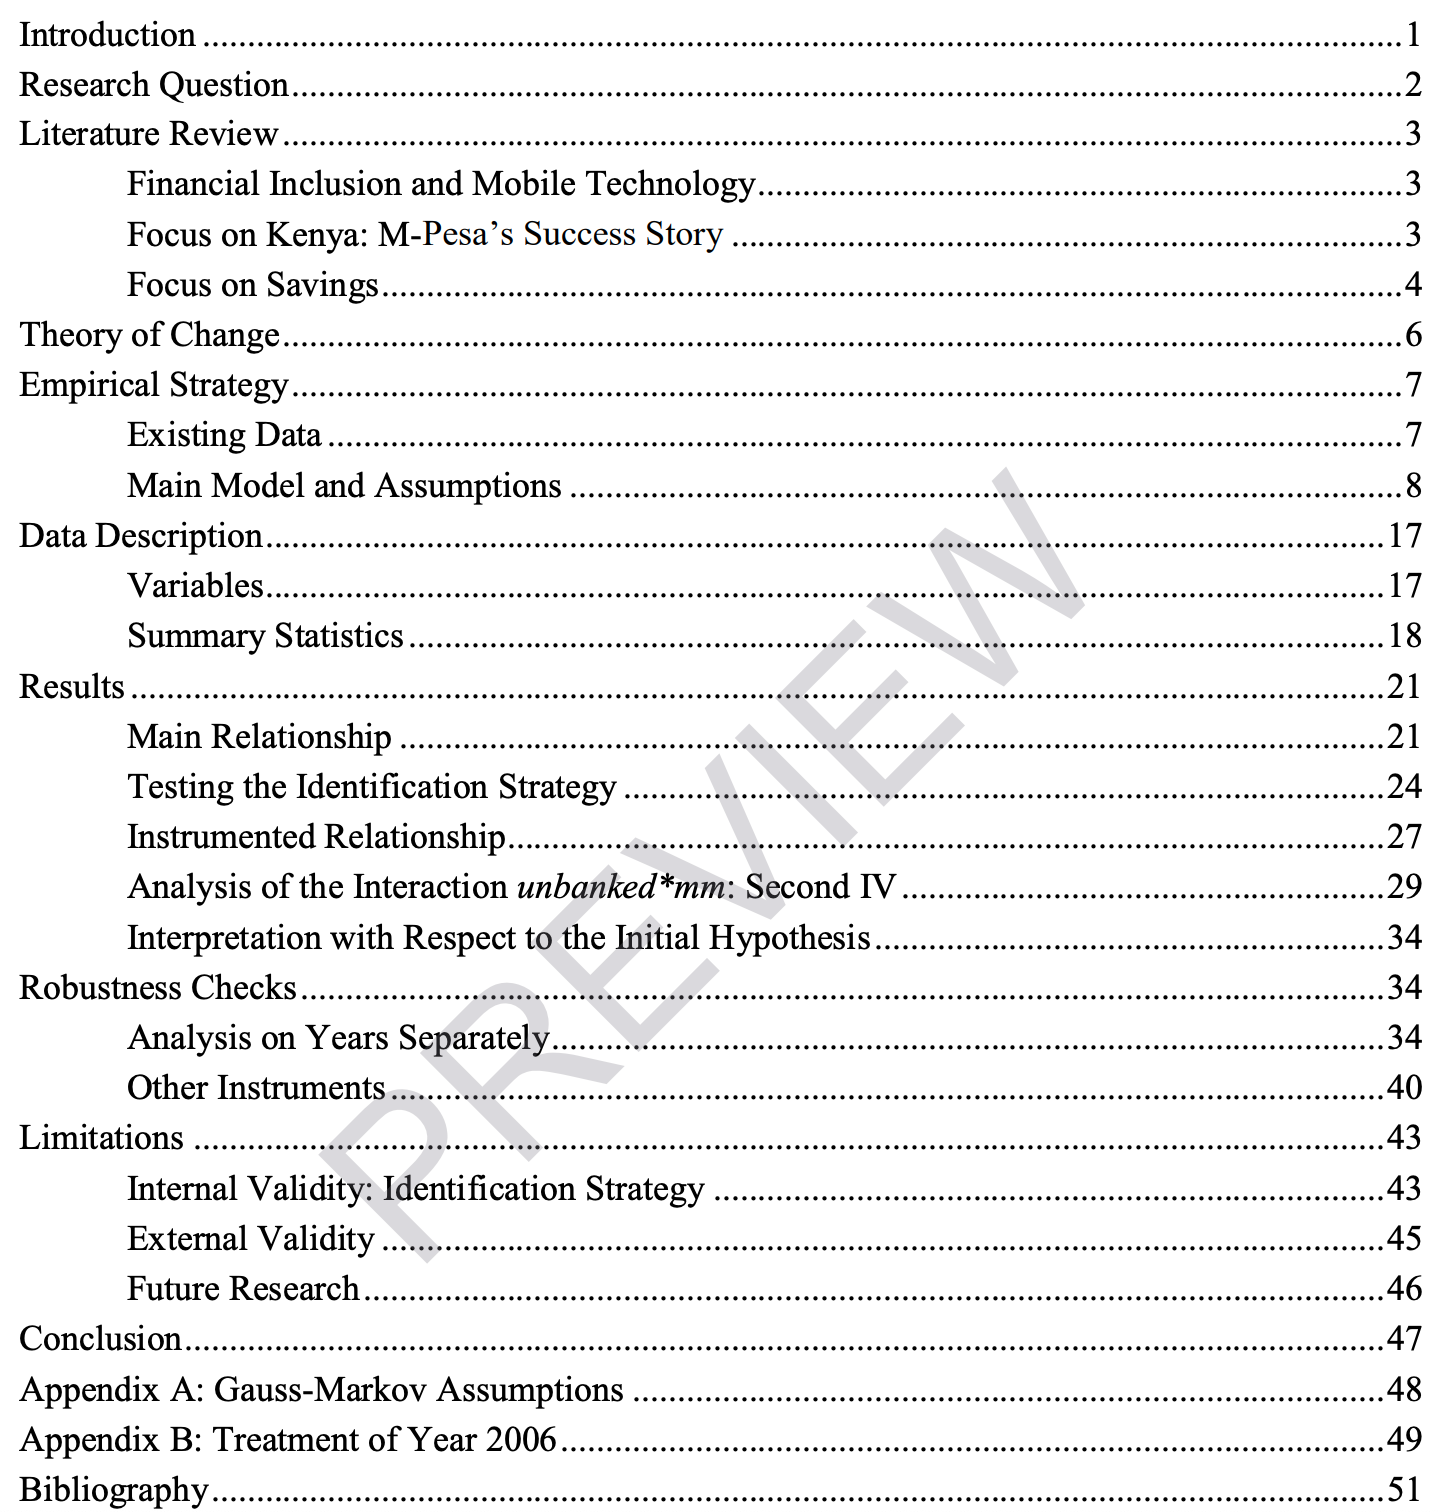 Introduction ........ 1
Research Question ........ 2
Literature Review ........ 3
Financial Inclusion and Mobile Technology ........ 3
Focus on Kenya: M-Pesa’s Success Story ........ 3
Focus on Savings ........ 4
Theory of Change ........ 6
Empirical Strategy ........ 7
Existing Data ........ 7
Main Model and Assumptions ........ 8
Data Description ........ 17
Variables ........ 17
Summary Statistics ........ 18
Results ........ 21
Main Relationship ........ 21
Testing the Identification Strategy ........ 24
Instrumented Relationship ........ 27
Analysis of the Interaction unbanked*mm: Second IV ........ 29
Interpretation with Respect to the Initial Hypothesis ........ 34
Robustness Checks ........ 34
Analysis on Years Separately ........ 34
Other Instruments ........ 40
Limitations ........ 43
Internal Validity: Identification Strategy ........ 43
External Validity ........ 45
Future Research ........ 46
Conclusion ........ 47
Appendix A: Gauss-Markov Assumptions ........ 48
Appendix B: Treatment of Year 2006 ........ 49
Bibliography ........ 51
PREVIEW